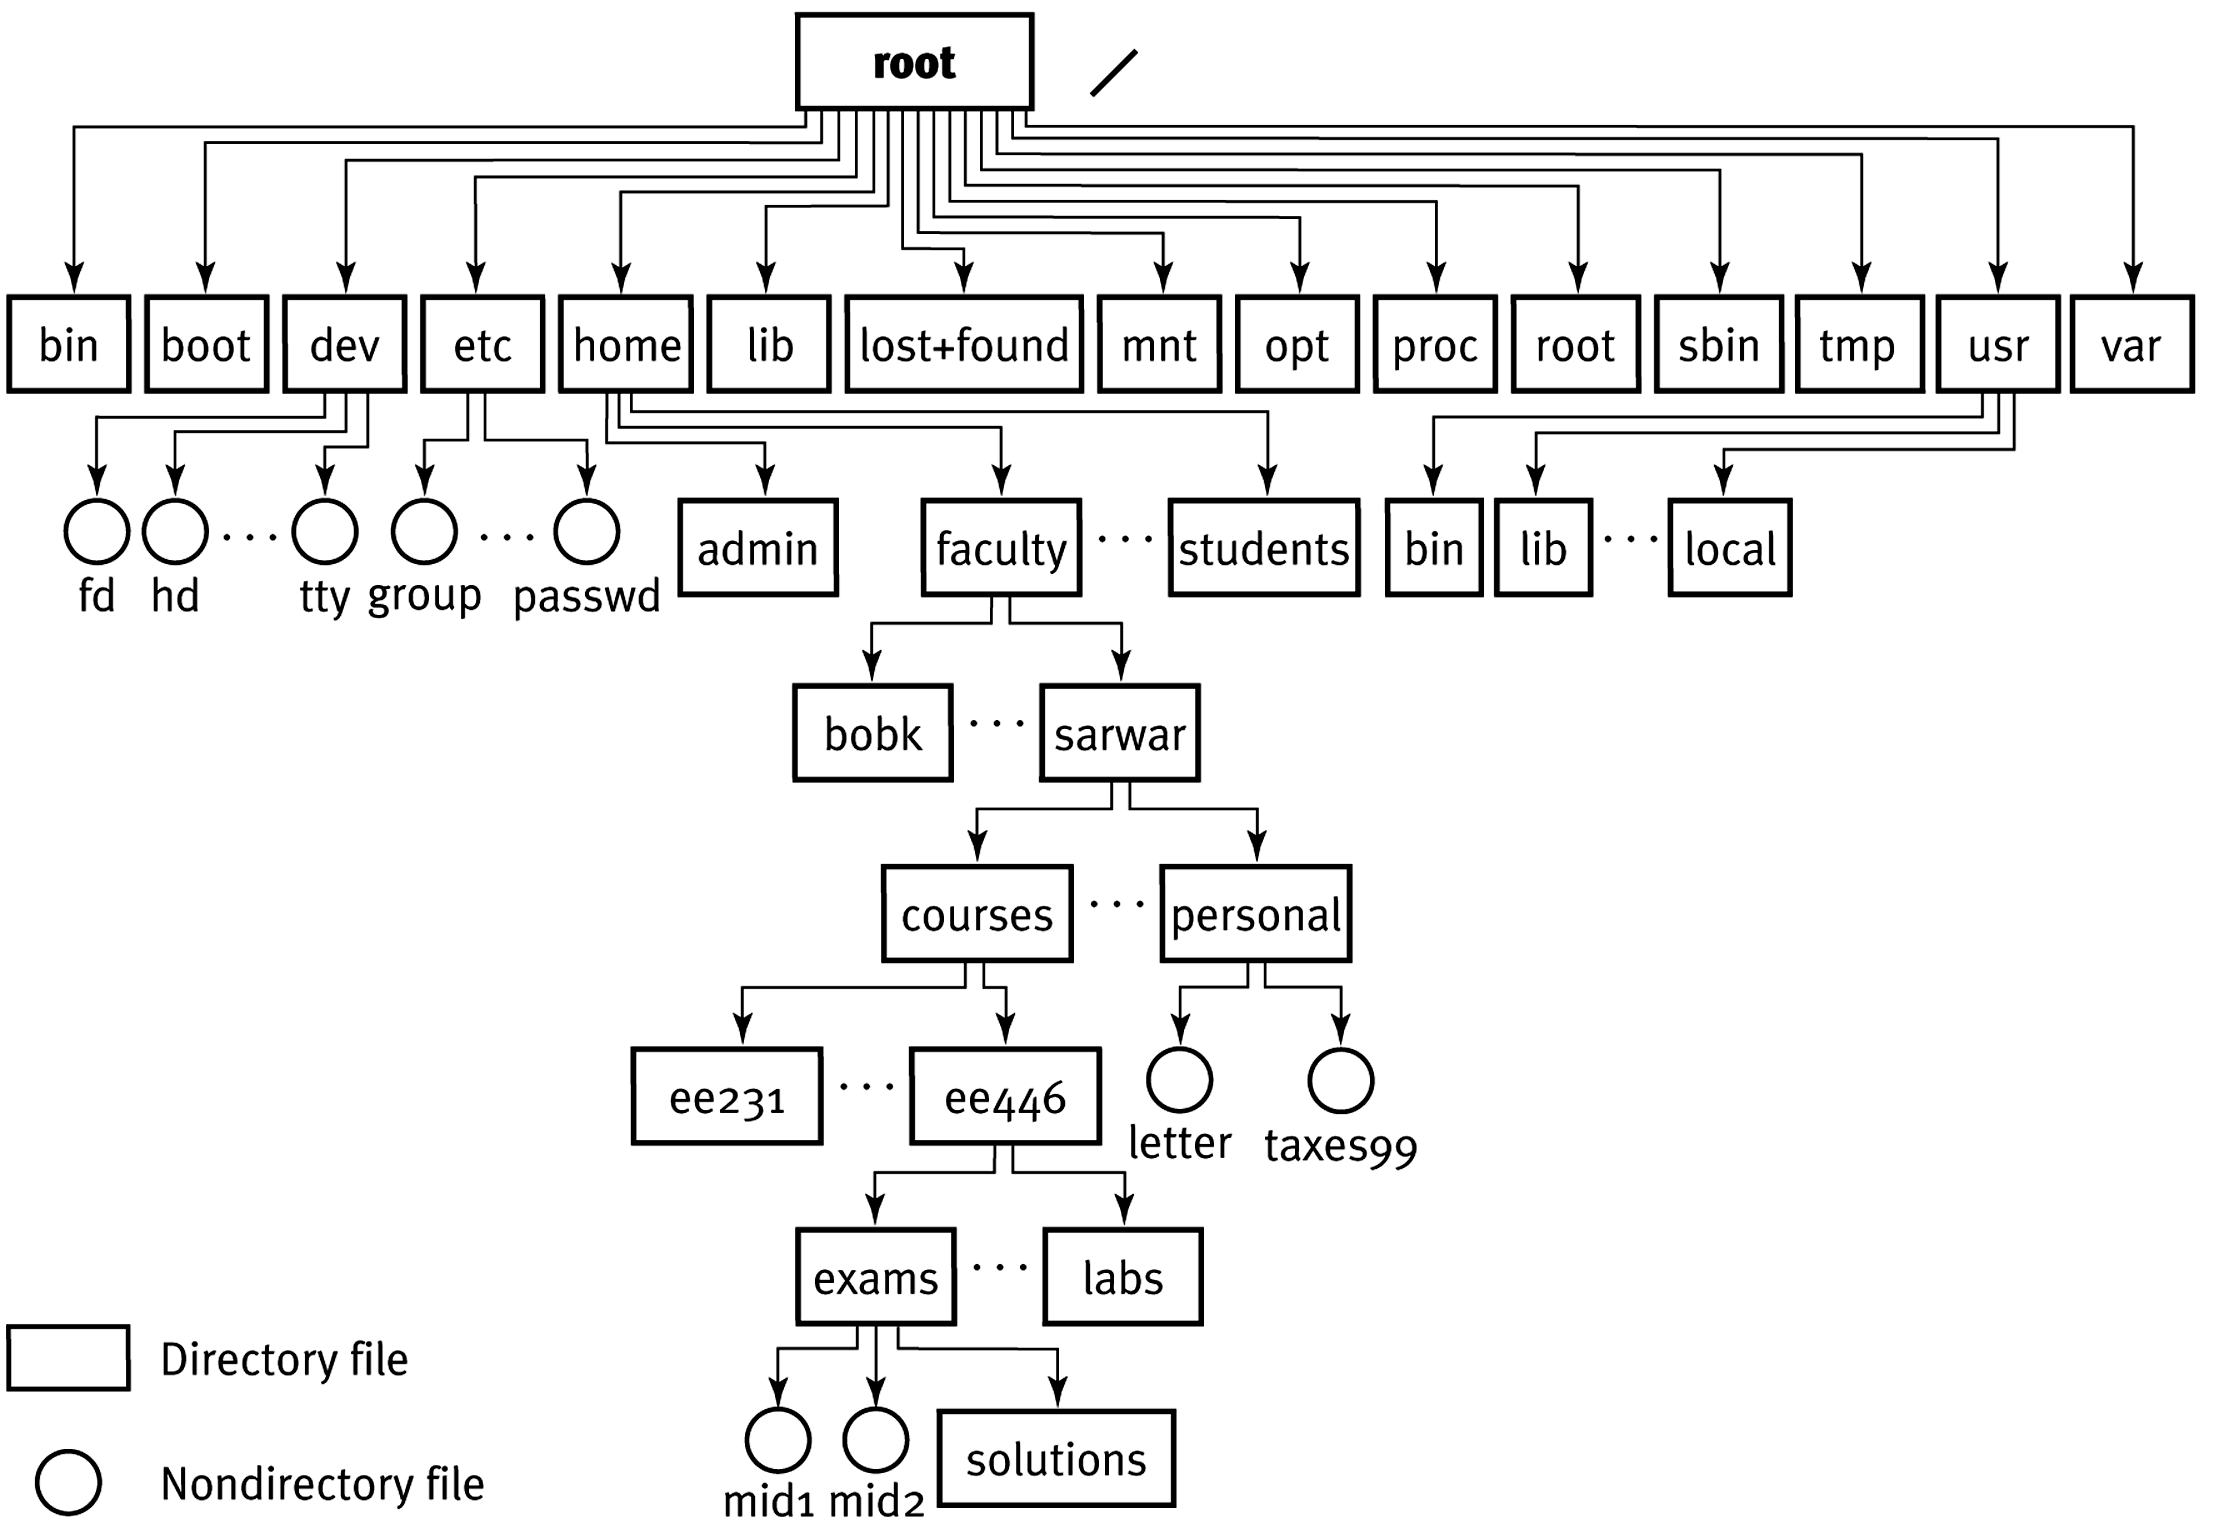 root /
bin boot dev etc home lib lost+found mnt opt proc root sbin tmp usr var
admin faculty ... students bin lib ... local
... ...
fd hd tty group passwd
bobk ... sarwar
courses ... personal
ee231 ... ee446
letter taxes99
exams ... labs
Directory file
solutions
Nondirectory file
mid1 mid2